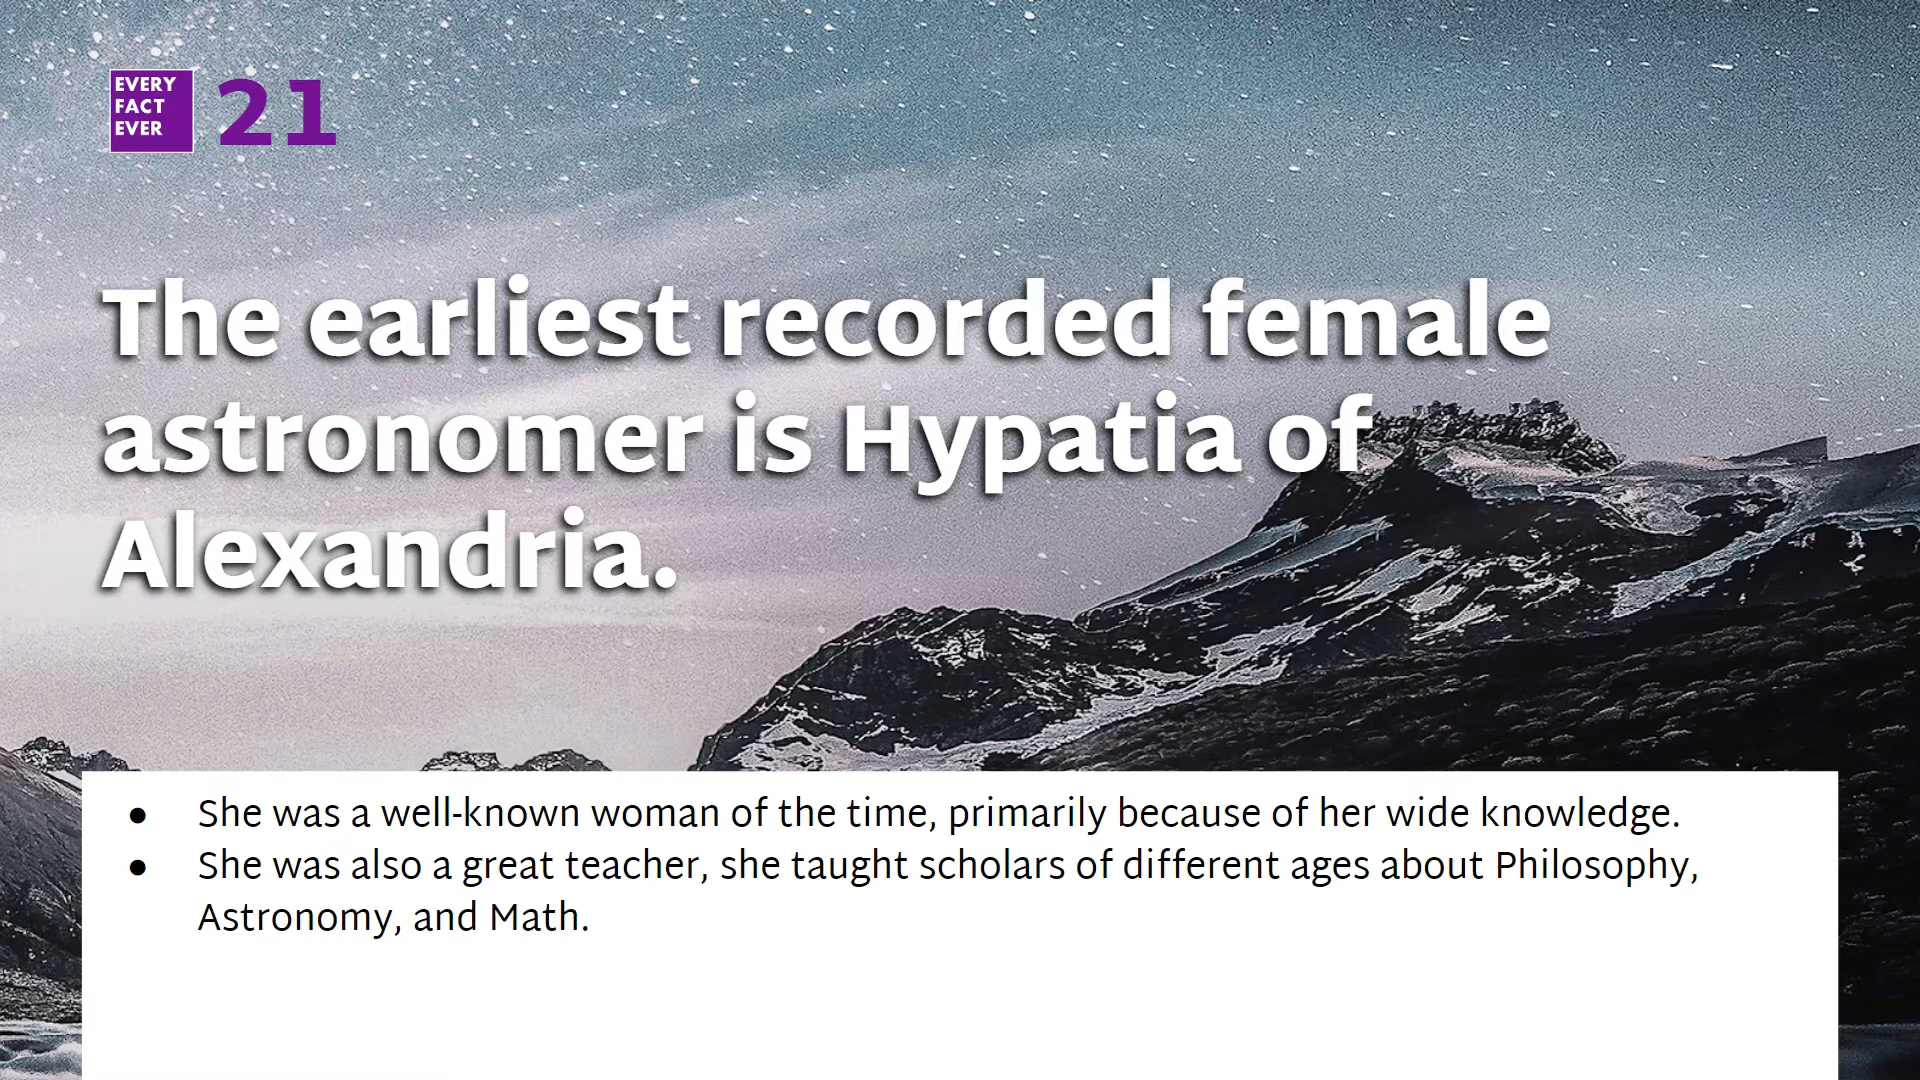 EVERY
FACT
EVER
21
The earliest recorded female
astronomer is Hypatia of
Alexandria.
● She was a well-known woman of the time, primarily because of her wide knowledge.
● She was also a great teacher, she taught scholars of different ages about Philosophy,
Astronomy, and Math.